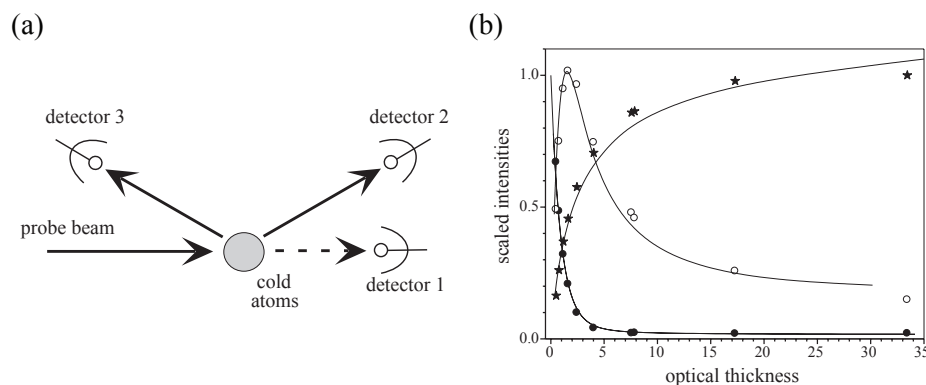 (a)
detector 3
detector 2
probe beam
cold
atoms
detector 1
(b)
scaled intensities
1.0
0.5
0.0
0 5 10 15 20 25 30 35
optical thickness